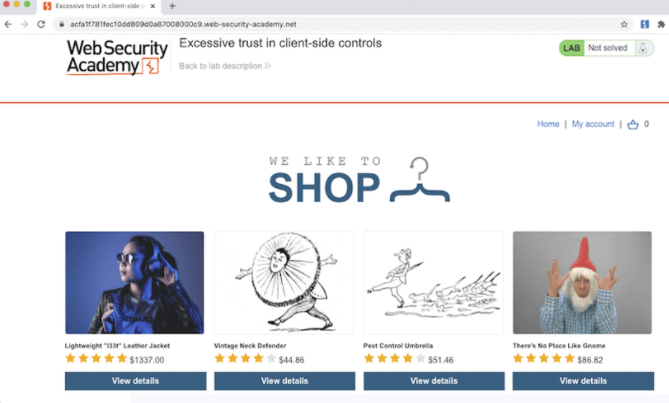 Excessive trust in client-side c
acfa1f781fec10dd809d0a87008000c9.web-security-academy.net
Web Security
Academy
Excessive trust in client-side controls
Back to lab description
LAB Not solved
Home | My account | 0
WE LIKE TO
SHOP
Lightweight "l33t" Leather Jacket
$1337.00
View details
Vintage Neck Defender
$44.86
View details
Pest Control Umbrella
$51.46
View details
There's No Place Like Gnome
$86.82
View details